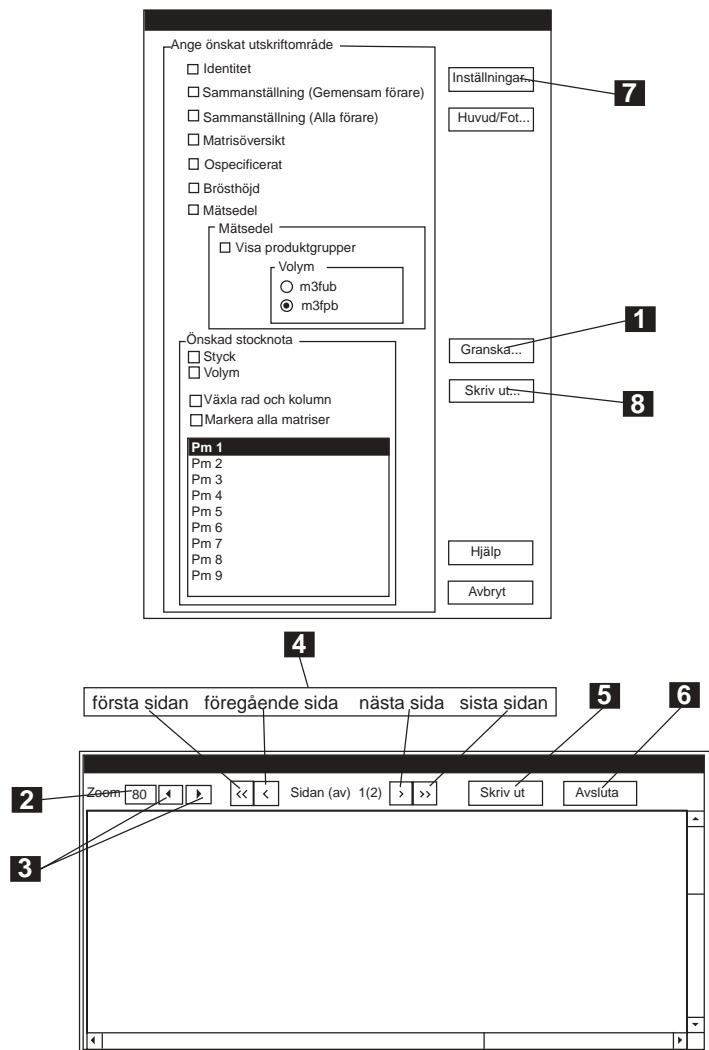 Ange önskat utskriftområde
Identitet
Sammanställning (Gemensam förare)
Sammanställning (Alla förare)
Matrisöversikt
Ospecificerat
Brösthöjd
Mätsedel
Mätsedel
Visa produktgrupper
Volym
m3fub
m3fpb
Önskad stocknota
Styck
Volym
Växla rad och kolumn
Markera alla matriser
Pm 1
Pm 2
Pm 3
Pm 4
Pm 5
Pm 6
Pm 7
Pm 8
Pm 9
Inställningar...
7
Huvud/Fot...
1
Granska...
Skriv ut...
8
Hjälp
Avbryt
4
första sidan föregående sida nästa sida sista sidan
5
6
2
Zoom 80 << < Sidan (av) 1(2) > >> Skriv ut Avsluta
3